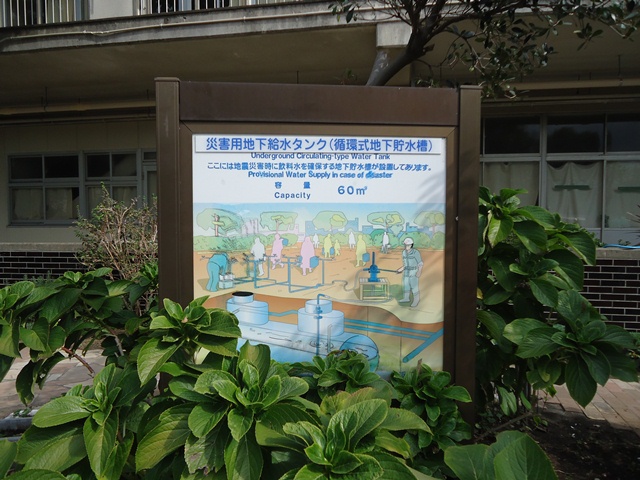 災害用地下給水タンク(循環式地下貯水槽)
Underground Circulating-type Water Tank
ここには地震災害時に飲料水を確保する地下貯水槽が設置してあります。
Provisional Water Supply in case of disaster
容量 60㎥
Capacity